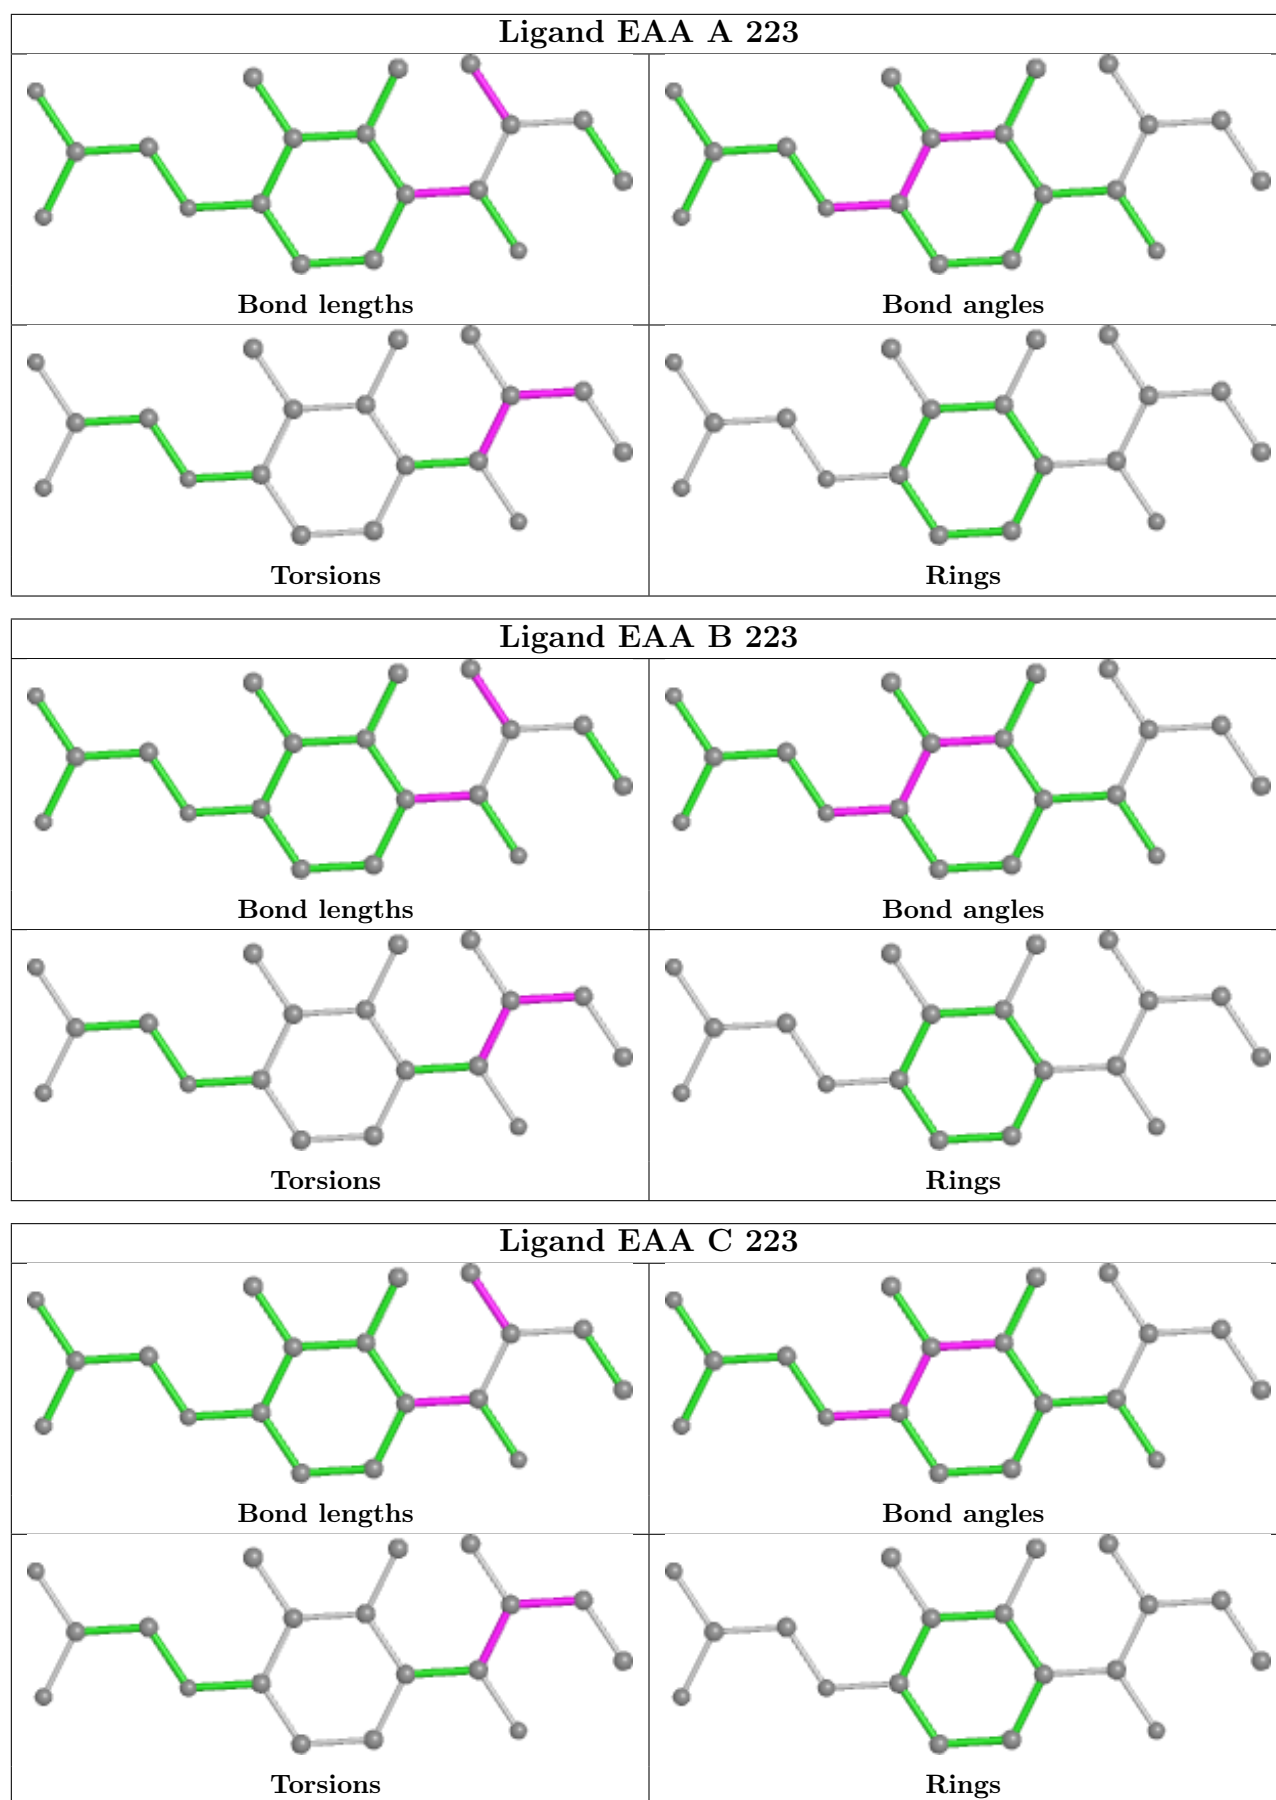 Ligand EAA A 223
Bond lengths
Bond angles
Torsions
Rings
Ligand EAA B 223
Bond lengths
Bond angles
Torsions
Rings
Ligand EAA C 223
Bond lengths
Bond angles
Torsions
Rings